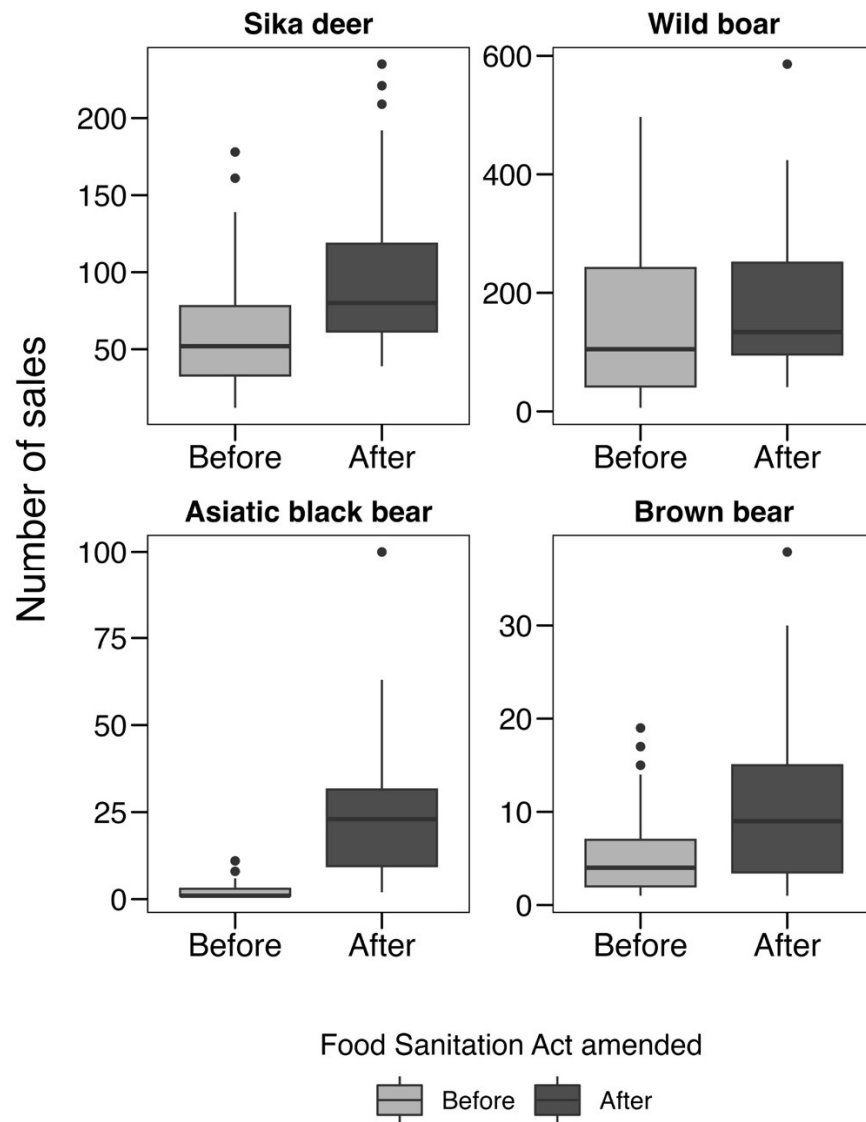 Sika deer
Wild boar
Number of sales
200
150
100
50
600
400
200
0
Before
After
Before
After
Asiatic black bear
Brown bear
100
75
50
25
0
30
20
10
0
Before
After
Before
After
Food Sanitation Act amended
Before
After